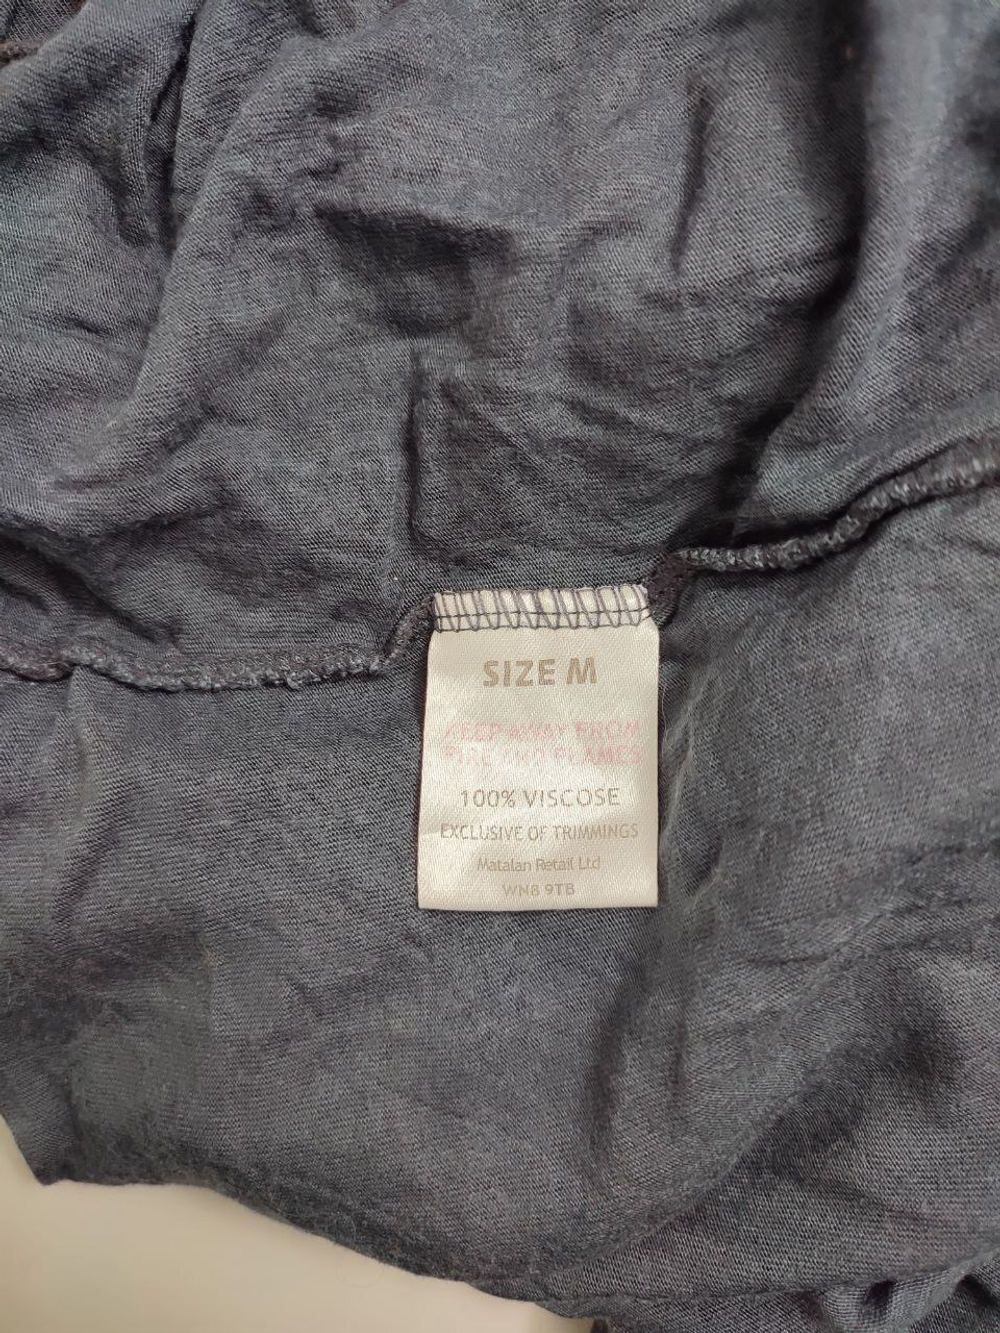 SIZE M
KEEP AWAY FROM
FIRE AND FLAMES
100% VISCOSE
EXCLUSIVE OF TRIMMINGS
Matalan Retail Ltd
WN8 9TB